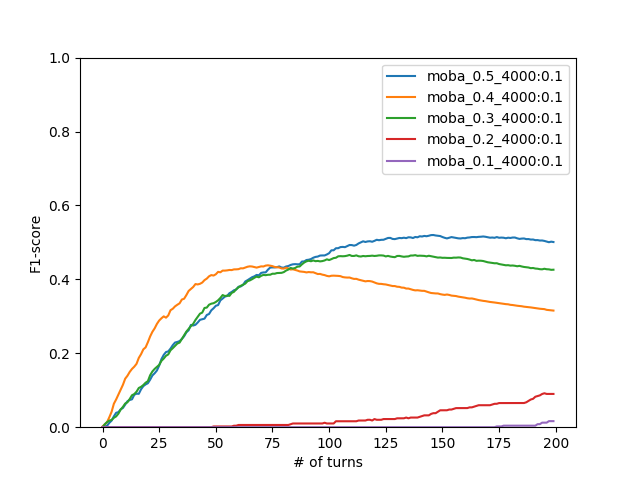 1.0
0.8
0.6
0.4
0.2
0.0
F1-score
0 25 50 75 100 125 150 175 200
# of turns
moba_0.5_4000:0.1
moba_0.4_4000:0.1
moba_0.3_4000:0.1
moba_0.2_4000:0.1
moba_0.1_4000:0.1